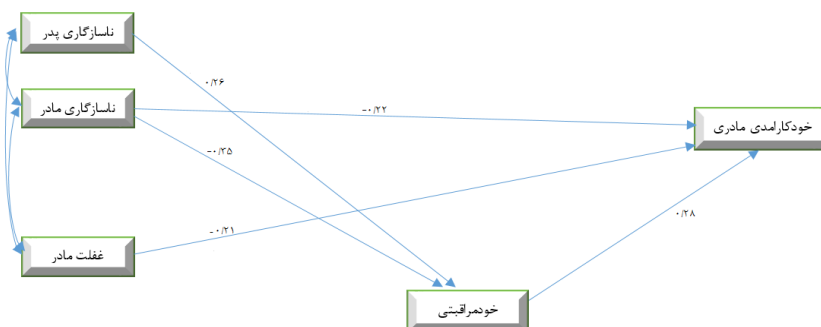 ناسازگاری پدر
۰/۲۶
ناسازگاری مادر
-۰/۲۲
خودکارامدی مادری
-۰/۳۵
-۰/۲۱
۰/۲۸
غفلت مادر
خودمراقبتی